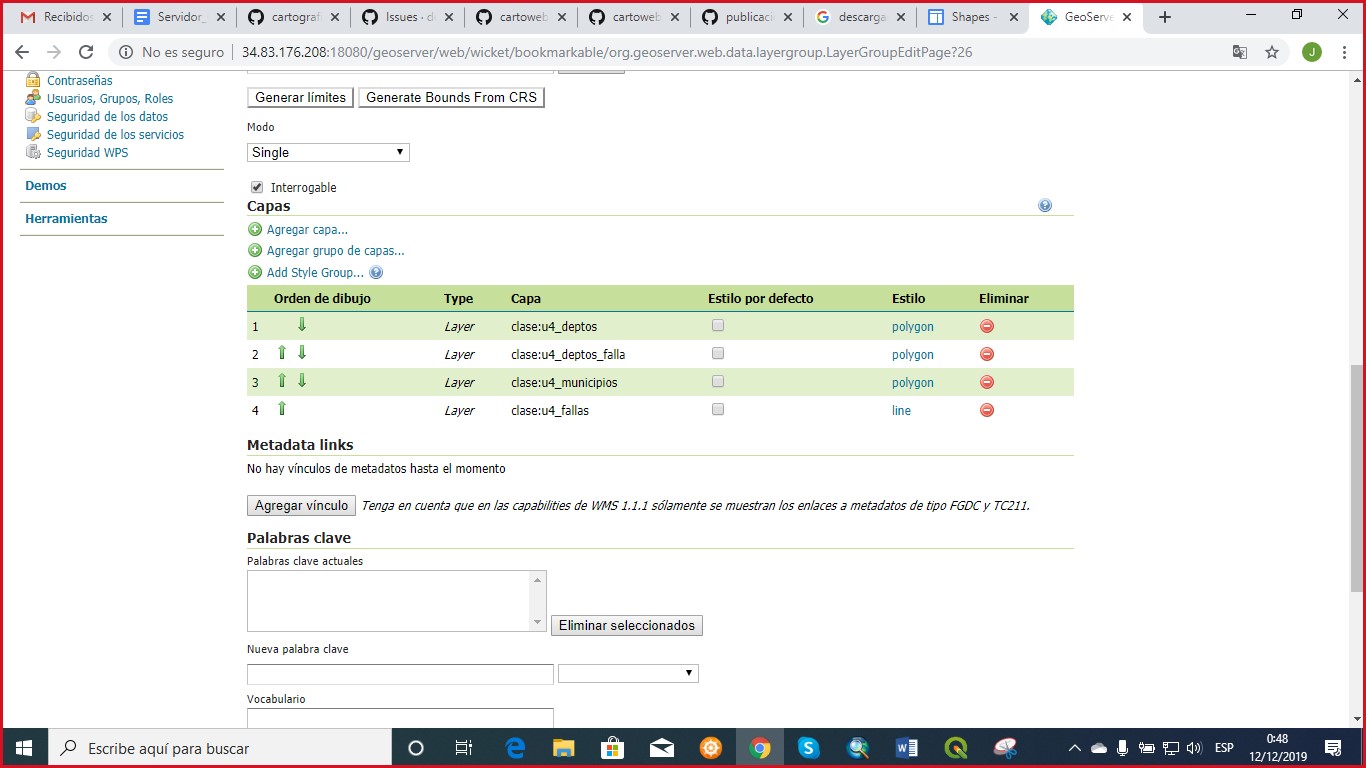 Recibidos
Servidor_
cartografi
Issues · d
cartoweb
cartoweb
publicaci
descarga
Shapes -
GeoServe
No es seguro | 34.83.176.208:18080/geoserver/web/wicket/bookmarkable/org.geoserver.web.data.layergroup.LayerGroupEditPage?26
J
Contraseñas
Usuarios, Grupos, Roles
Seguridad de los datos
Seguridad de los servicios
Seguridad WPS
Demos
Herramientas
Generar límites Generate Bounds From CRS
Modo
Single
Interrogable
Capas
Agregar capa...
Agregar grupo de capas...
Add Style Group...
Orden de dibujo Type Capa Estilo por defecto Estilo Eliminar
1 Layer clase:u4_deptos polygon
2 Layer clase:u4_deptos_falla polygon
3 Layer clase:u4_municipios polygon
4 Layer clase:u4_fallas line
Metadata links
No hay vínculos de metadatos hasta el momento
Agregar vínculo Tenga en cuenta que en las capabilities de WMS 1.1.1 sólamente se muestran los enlaces a metadatos de tipo FGDC y TC211.
Palabras clave
Palabras clave actuales
Eliminar seleccionados
Nueva palabra clave
Vocabulario
Escribe aquí para buscar
ESP
0:48
12/12/2019